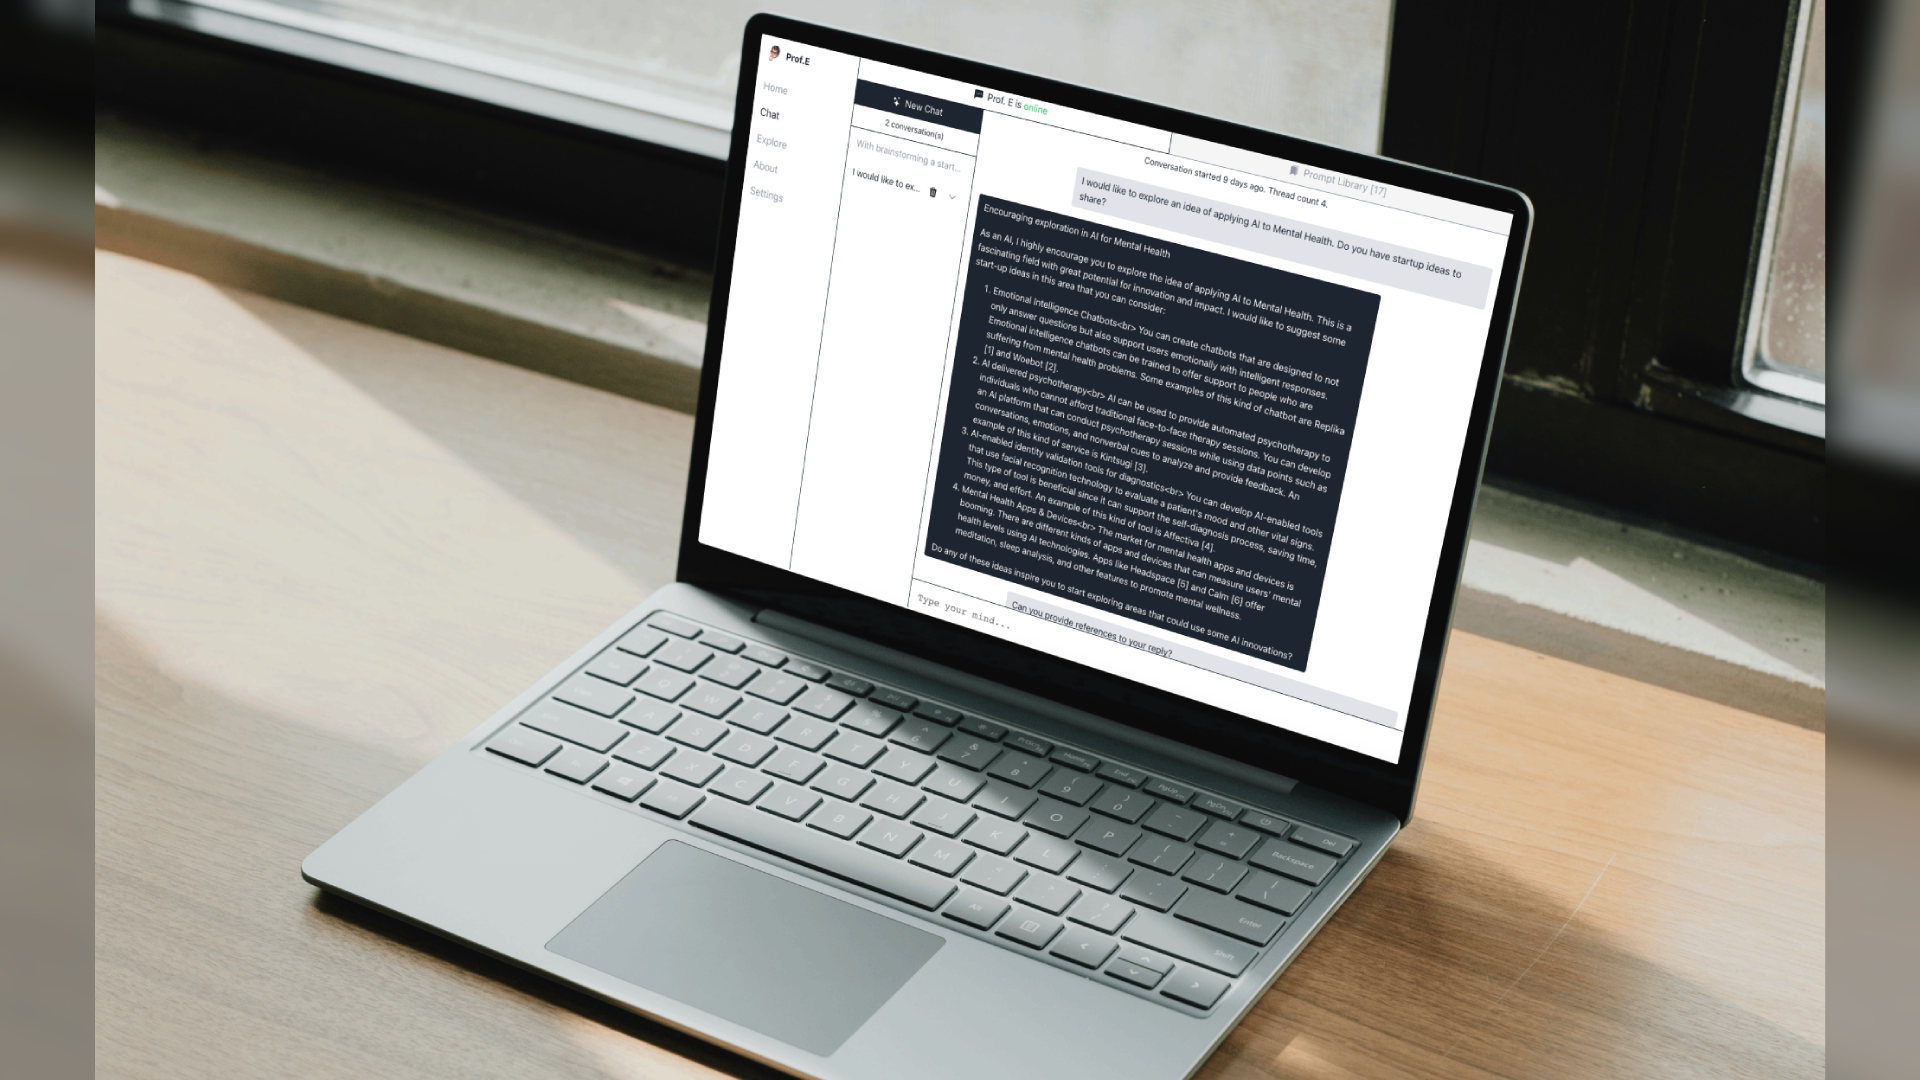 Prof.E
Home
Chat
Explore
About
Settings
New Chat
2 conversation(s)
With brainstorming a start...
I would like to ex...
Prof. E is online
Prompt Library [17]
Conversation started 9 days ago. Thread count 4.
I would like to explore an idea of applying AI to Mental Health. Do you have startup ideas to
share?
Encouraging exploration in AI for Mental Health
As an AI, I highly encourage you to explore the idea of applying AI to Mental Health. This is a
fascinating field with great potential for innovation and impact. I would like to suggest some
start-up ideas in this area that you can consider:
1. Emotional Intelligence Chatbots<br> You can create chatbots that are designed to not
only answer questions but also support users emotionally with intelligent responses.
Emotional intelligence chatbots can be trained to offer support to people who are
suffering from mental health problems. Some examples of this kind of chatbot are Replika
[1] and Woebot [2].
2. AI delivered psychotherapy<br> AI can be used to provide automated psychotherapy to
individuals who cannot afford traditional face-to-face therapy sessions. You can develop
an AI platform that can conduct psychotherapy sessions while using data points such as
conversations, emotions, and nonverbal cues to analyze and provide feedback. An
example of this kind of service is Kintsugi [3].
3. AI-enabled identity validation tools for diagnostics<br> You can develop AI-enabled tools
that use facial recognition technology to evaluate a patient's mood and other vital signs.
This type of tool is beneficial since it can support the self-diagnosis process, saving time,
money, and effort. An example of this kind of tool is Affectiva [4].
4. Mental Health Apps & Devices<br> The market for mental health apps and devices is
booming. There are different kinds of apps and devices that can measure users' mental
health levels using AI technologies. Apps like Headspace [5] and Calm [6] offer
meditation, sleep analysis, and other features to promote mental wellness.
Do any of these ideas inspire you to start exploring areas that could use some AI innovations?
Can you provide references to your reply?
Type your mind...
PrtScn Home End PgUp PgDn Del
& 7 * 8 ( 9 ) 0 - + =
Backspace
Q W E R T Y U I O P [ ] \
A S D F G H J K L
Enter
Z X C V B N M
Shift
Alt